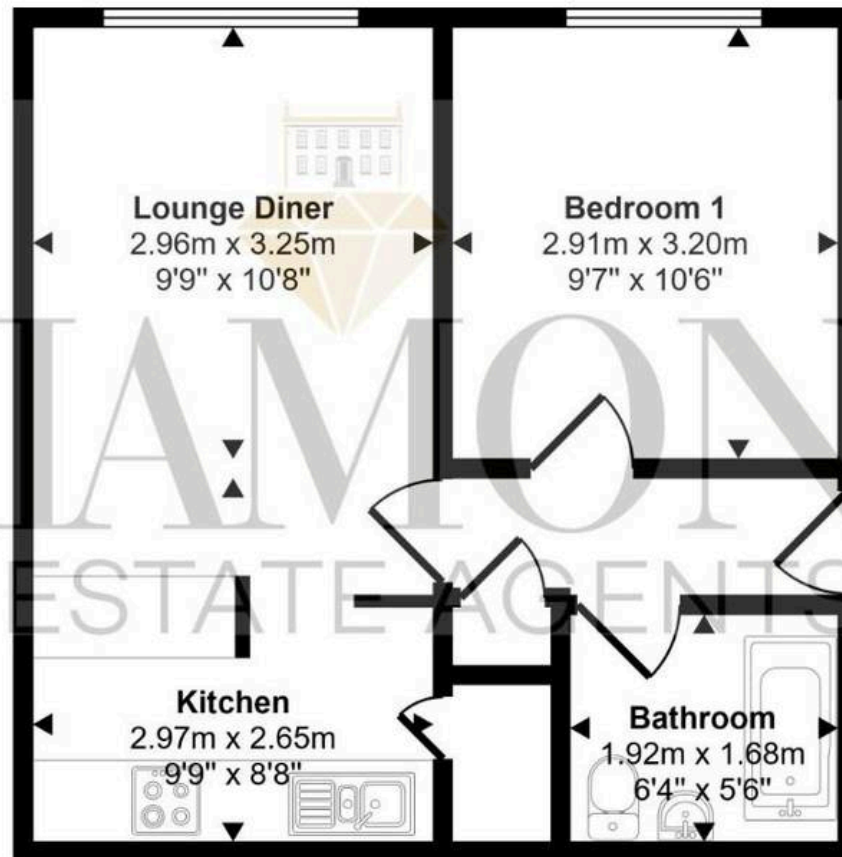 Lounge Diner
2.96m x 3.25m
9'9" x 10'8"
Bedroom 1
2.91m x 3.20m
9'7" x 10'6"
IAMON
ESTATE AGENTS
Kitchen
2.97m x 2.65m
9'9" x 8'8"
Bathroom
1.92m x 1.68m
6'4" x 5'6"